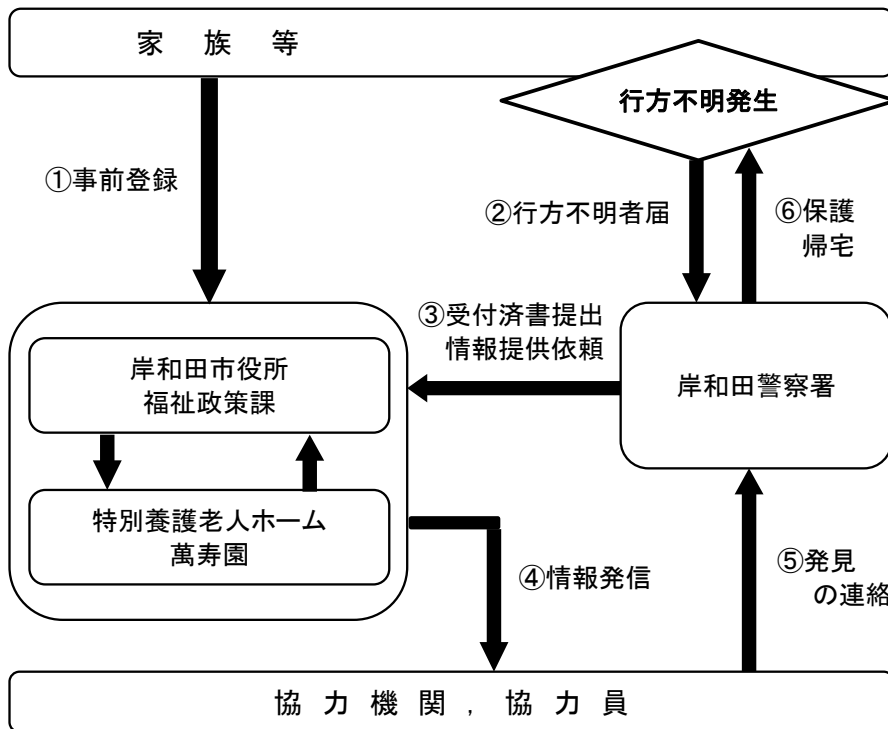 家族等
行方不明発生
①事前登録
②行方不明者届
⑥保護
帰宅
③受付済書提出
情報提供依頼
岸和田市役所
福祉政策課
岸和田警察署
特別養護老人ホーム
萬寿園
④情報発信
⑤発見
の連絡
協力機関，協力員